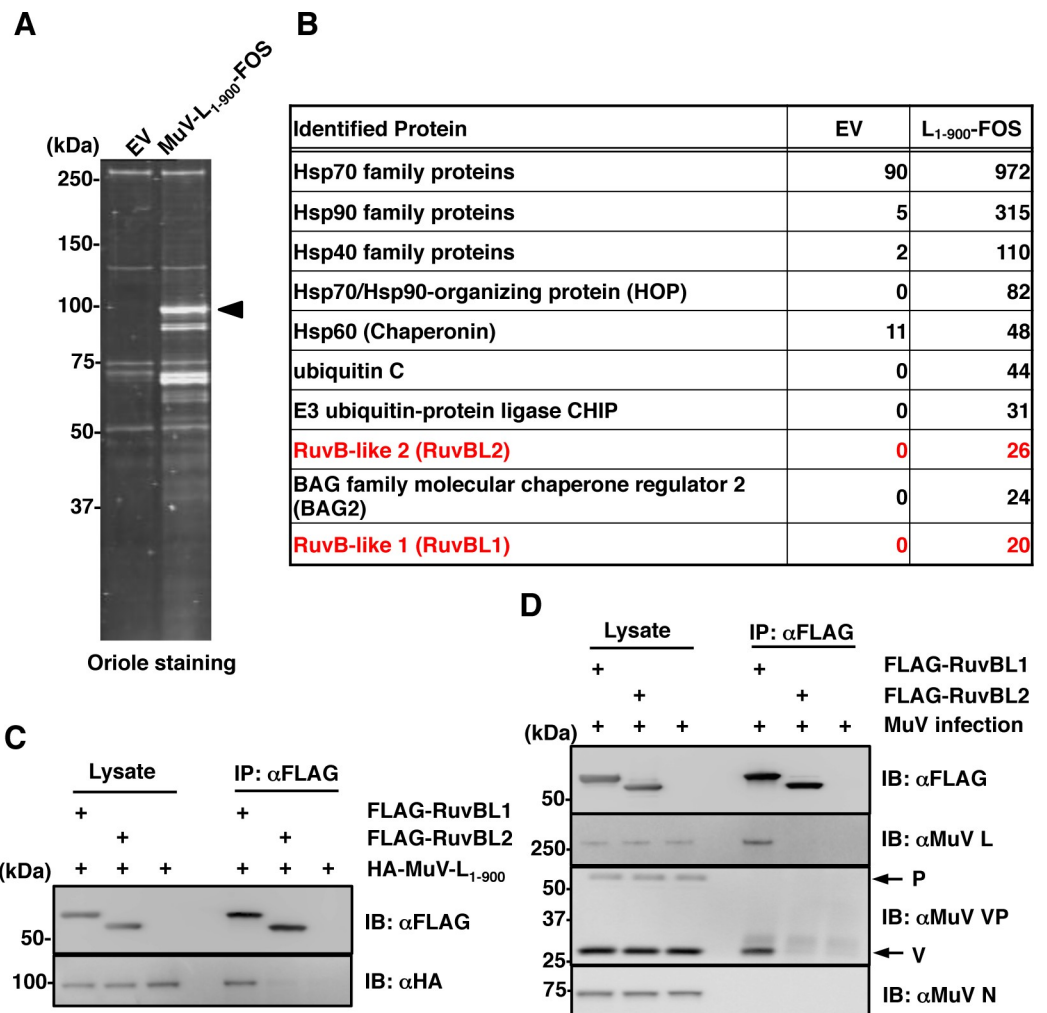 A
EV MuV-L1-900-FOS
(kDa)
250-
150-
100-
75-
50-
37-
Oriole staining
B
Identified Protein EV L1-900-FOS
Hsp70 family proteins 90 972
Hsp90 family proteins 5 315
Hsp40 family proteins 2 110
Hsp70/Hsp90-organizing protein (HOP) 0 82
Hsp60 (Chaperonin) 11 48
ubiquitin C 0 44
E3 ubiquitin-protein ligase CHIP 0 31
RuvB-like 2 (RuvBL2) 0 26
BAG family molecular chaperone regulator 2
(BAG2) 0 24
RuvB-like 1 (RuvBL1) 0 20
C
Lysate IP: αFLAG
+ + FLAG-RuvBL1
+ + FLAG-RuvBL2
(kDa) + + + + + + HA-MuV-L1-900
50- IB: αFLAG
100- IB: αHA
D
Lysate IP: αFLAG
+ + FLAG-RuvBL1
+ + FLAG-RuvBL2
(kDa) + + + + + + MuV infection
50- IB: αFLAG
250- IB: αMuV L
50- P
37- IB: αMuV VP
25- V
75- IB: αMuV N